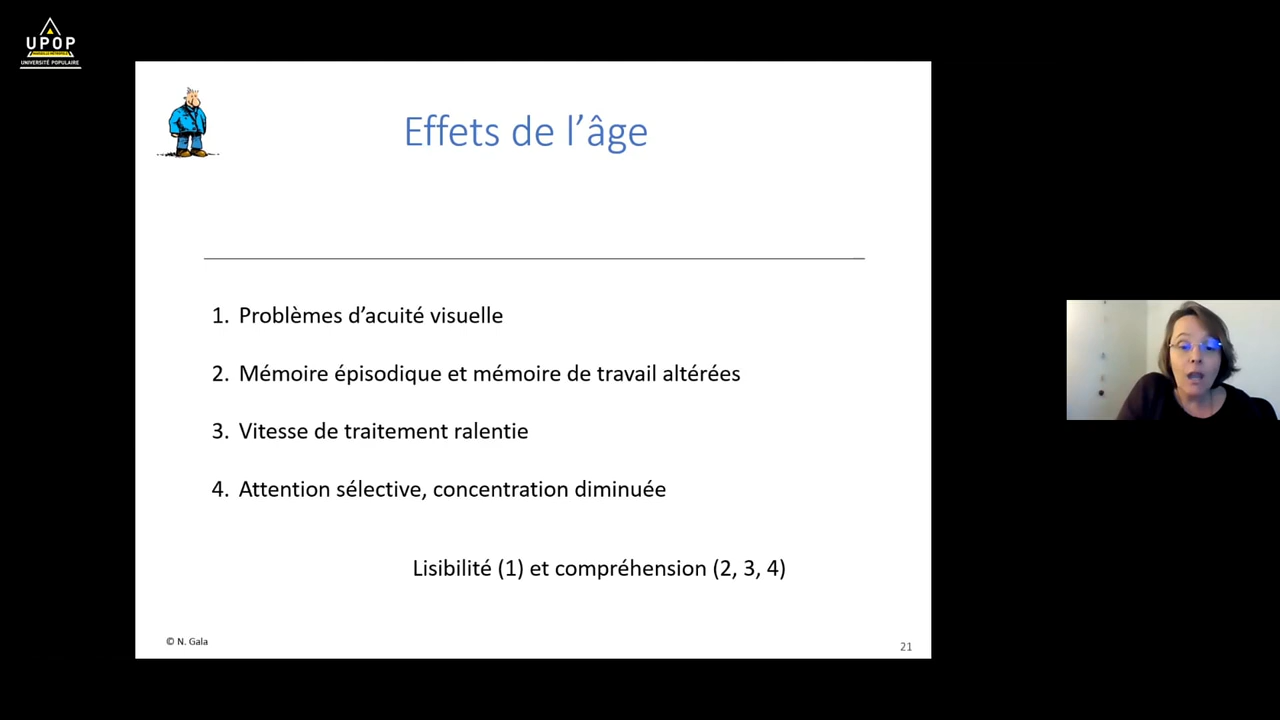 UPOP
UNIVERSITÉ POPULAIRE
Effets de l'âge
1. Problèmes d'acuité visuelle
2. Mémoire épisodique et mémoire de travail altérées
3. Vitesse de traitement ralentie
4. Attention sélective, concentration diminuée
Lisibilité (1) et compréhension (2, 3, 4)
© N. Gala
21